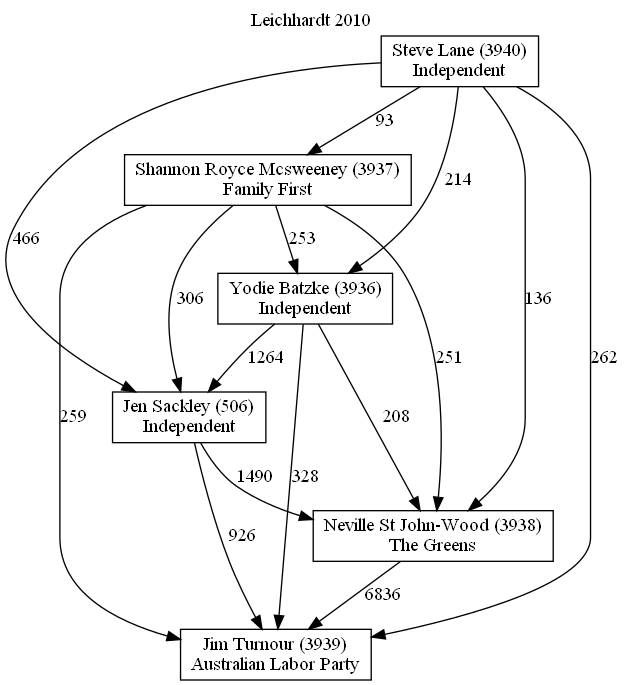 Leichhardt 2010
Steve Lane (3940)
Independent
93
Shannon Royce Mcsweeney (3937)
Family First
214
466
253
306
Yodie Batzke (3936)
Independent
136
1264
251
262
Jen Sackley (506)
Independent
259
208
1490
328
926
Neville St John-Wood (3938)
The Greens
6836
Jim Turnour (3939)
Australian Labor Party